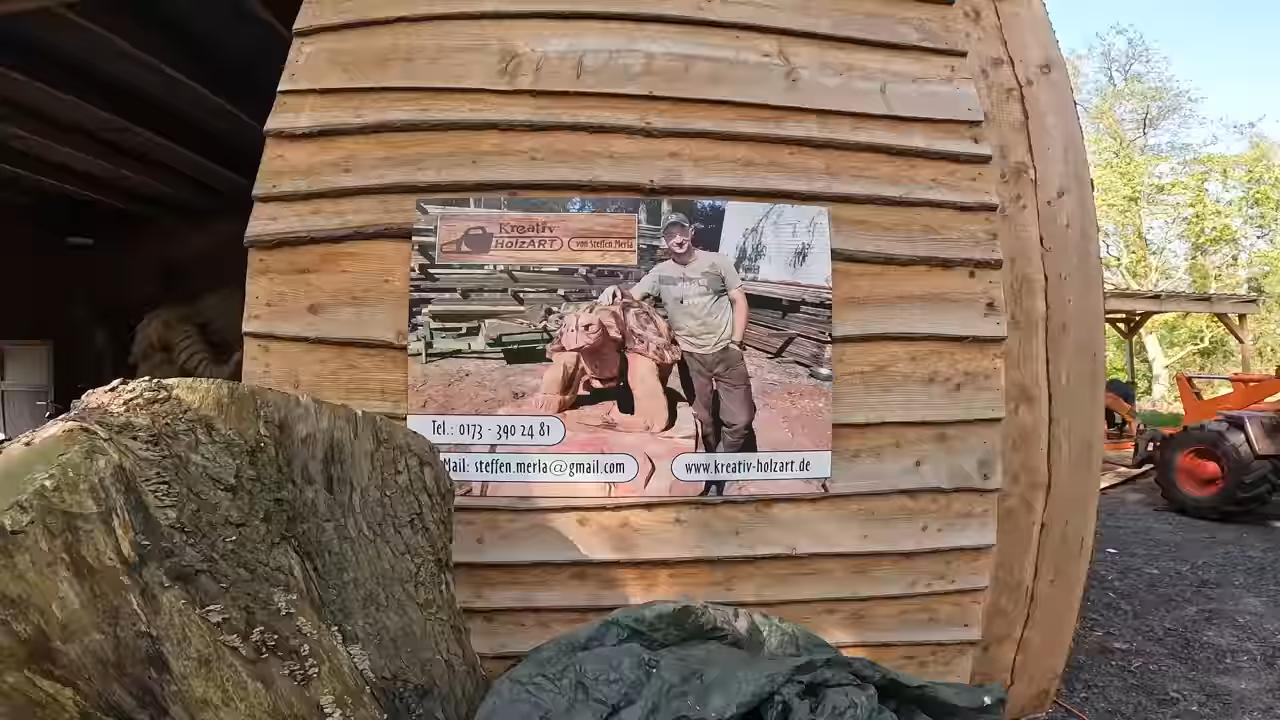 Kreativ
HolzART
von Steffen Merla
Tel.: 0173 - 390 24 81
Mail: steffen.merla@gmail.com
www.kreativ-holzart.de